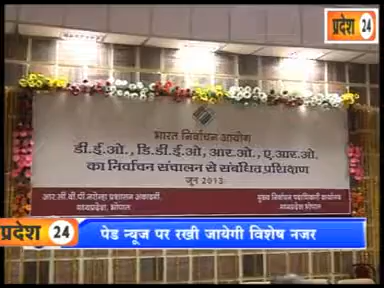 प्रदेश 24
भारत निर्वाचन आयोग
डी.ई.ओ., डि.डी.ई.ओ, आर.ओ., ए.आर.ओ.
का निर्वाचन संचालन से संबंधित प्रशिक्षण
जून 2013
आर.सी.वी.पी. नरोन्हा प्रशासन अकादमी,
मध्यप्रदेश, भोपाल
मुख्य निर्वाचन पदाधिकारी कार्यालय
मध्यप्रदेश भोपाल
प्रदेश 24
पेड न्यूज पर रखी जायेगी विशेष नजर